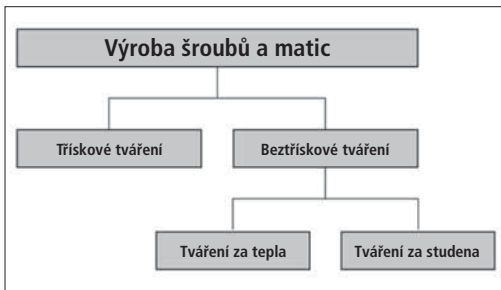 Výroba šroubů a matic
Třískové tváření
Beztřískové tváření
Tváření za tepla
Tváření za studena